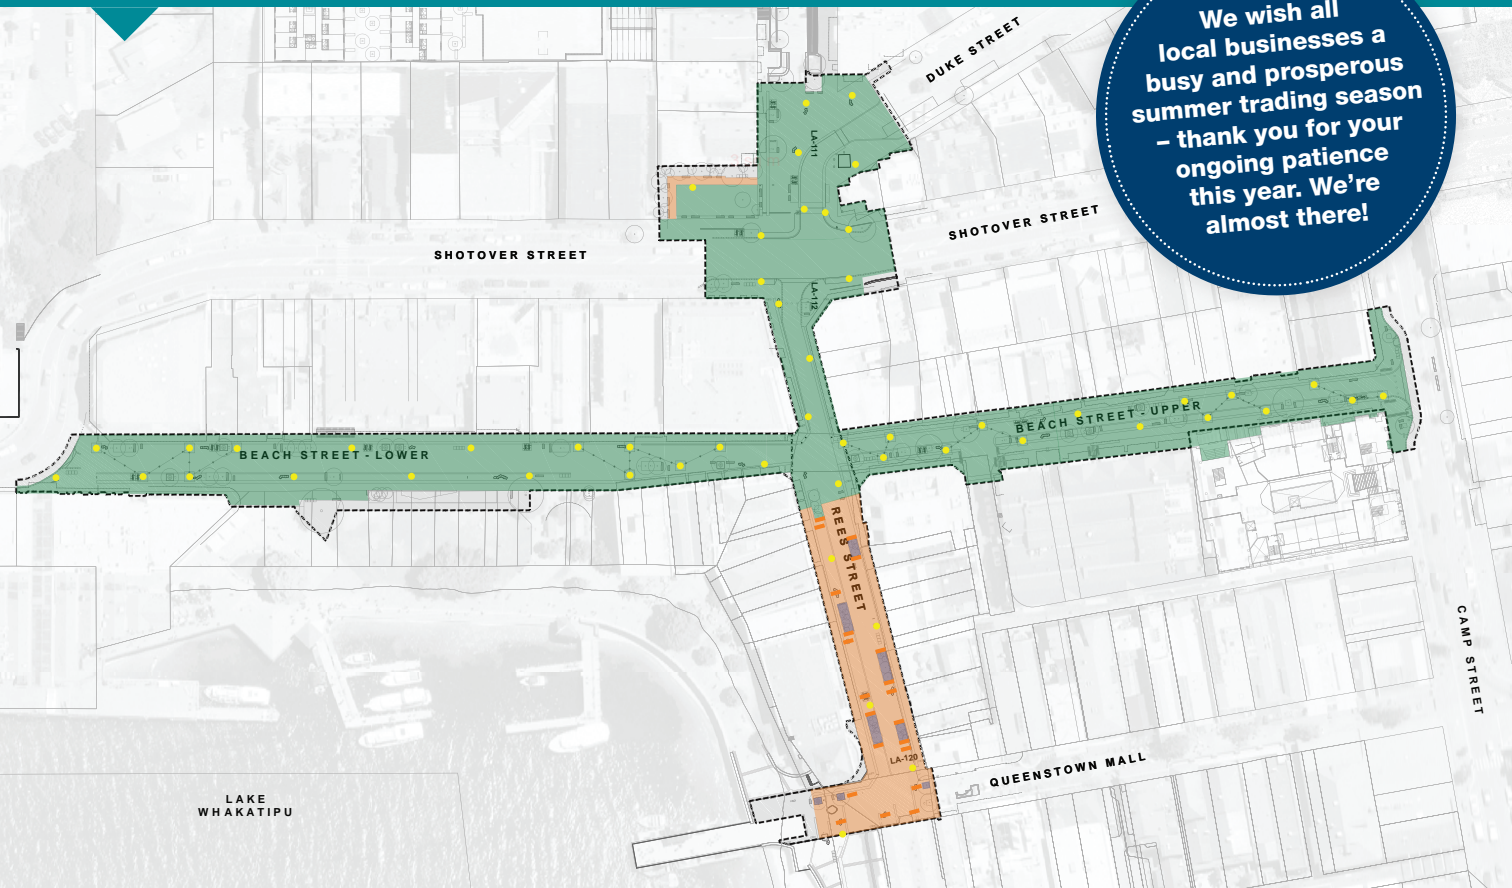 We wish all
local businesses a
busy and prosperous
summer trading season
– thank you for your
ongoing patience
this year. We’re
almost there!
DUKE STREET
LA-111
SHOTOVER STREET
SHOTOVER STREET
LA-112
BEACH STREET - UPPER
BEACH STREET - LOWER
REES STREET
CAMP STREET
LA-120
QUEENSTOWN MALL
LAKE
WHAKATIPU